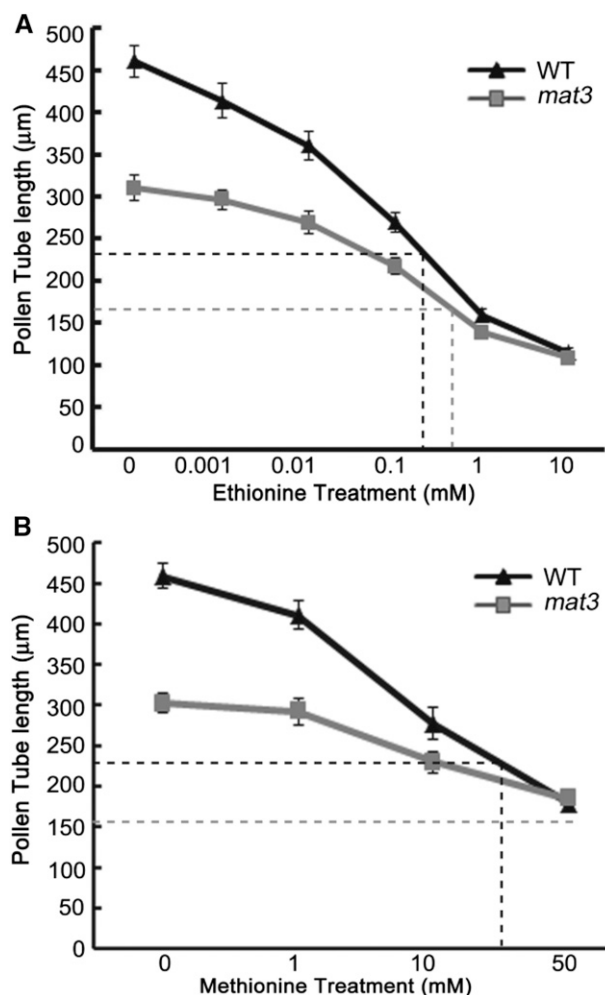 A
500
450
400
350
300
250
200
150
100
50
0
Pollen Tube length (μm)
WT
mat3
0 0.001 0.01 0.1 1 10
Ethionine Treatment (mM)
B
500
450
400
350
300
250
200
150
100
50
0
Pollen Tube length (μm)
WT
mat3
0 1 10 50
Methionine Treatment (mM)